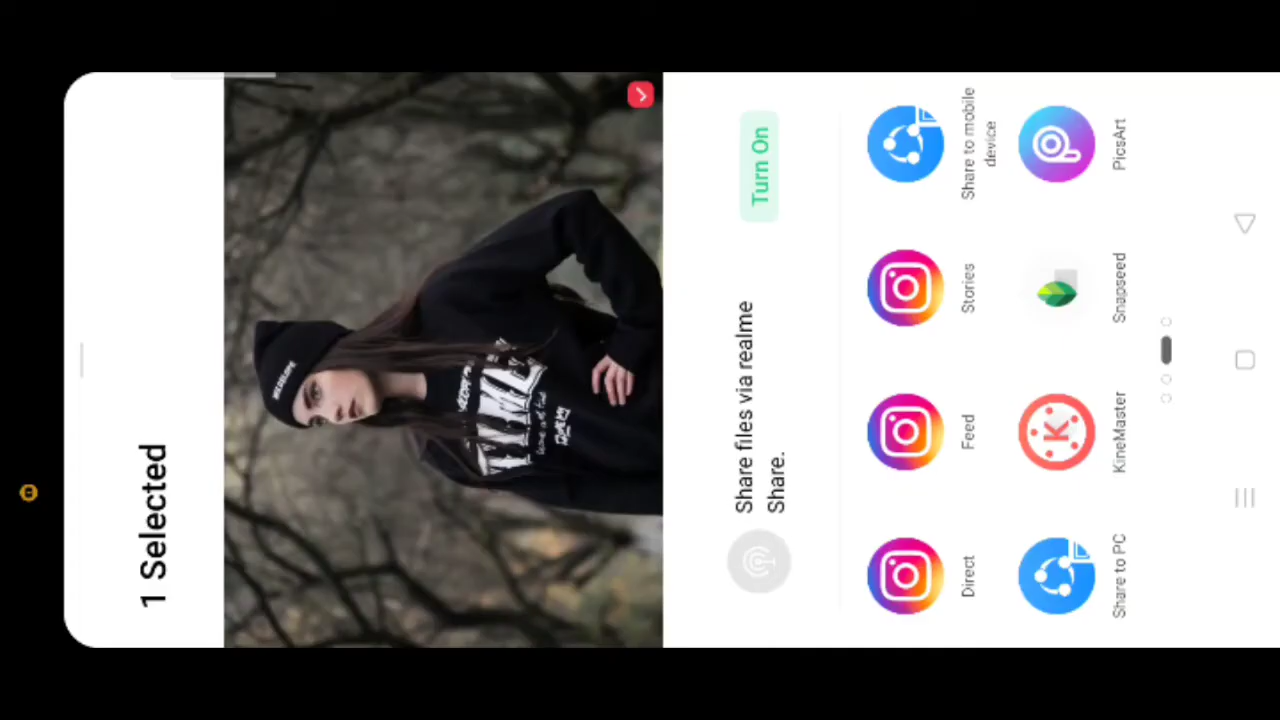 1 Selected
Share files via realme
Share.
Turn On
Direct
Feed
Stories
Share to mobile
device
Share to PC
KineMaster
Snapseed
PicsArt